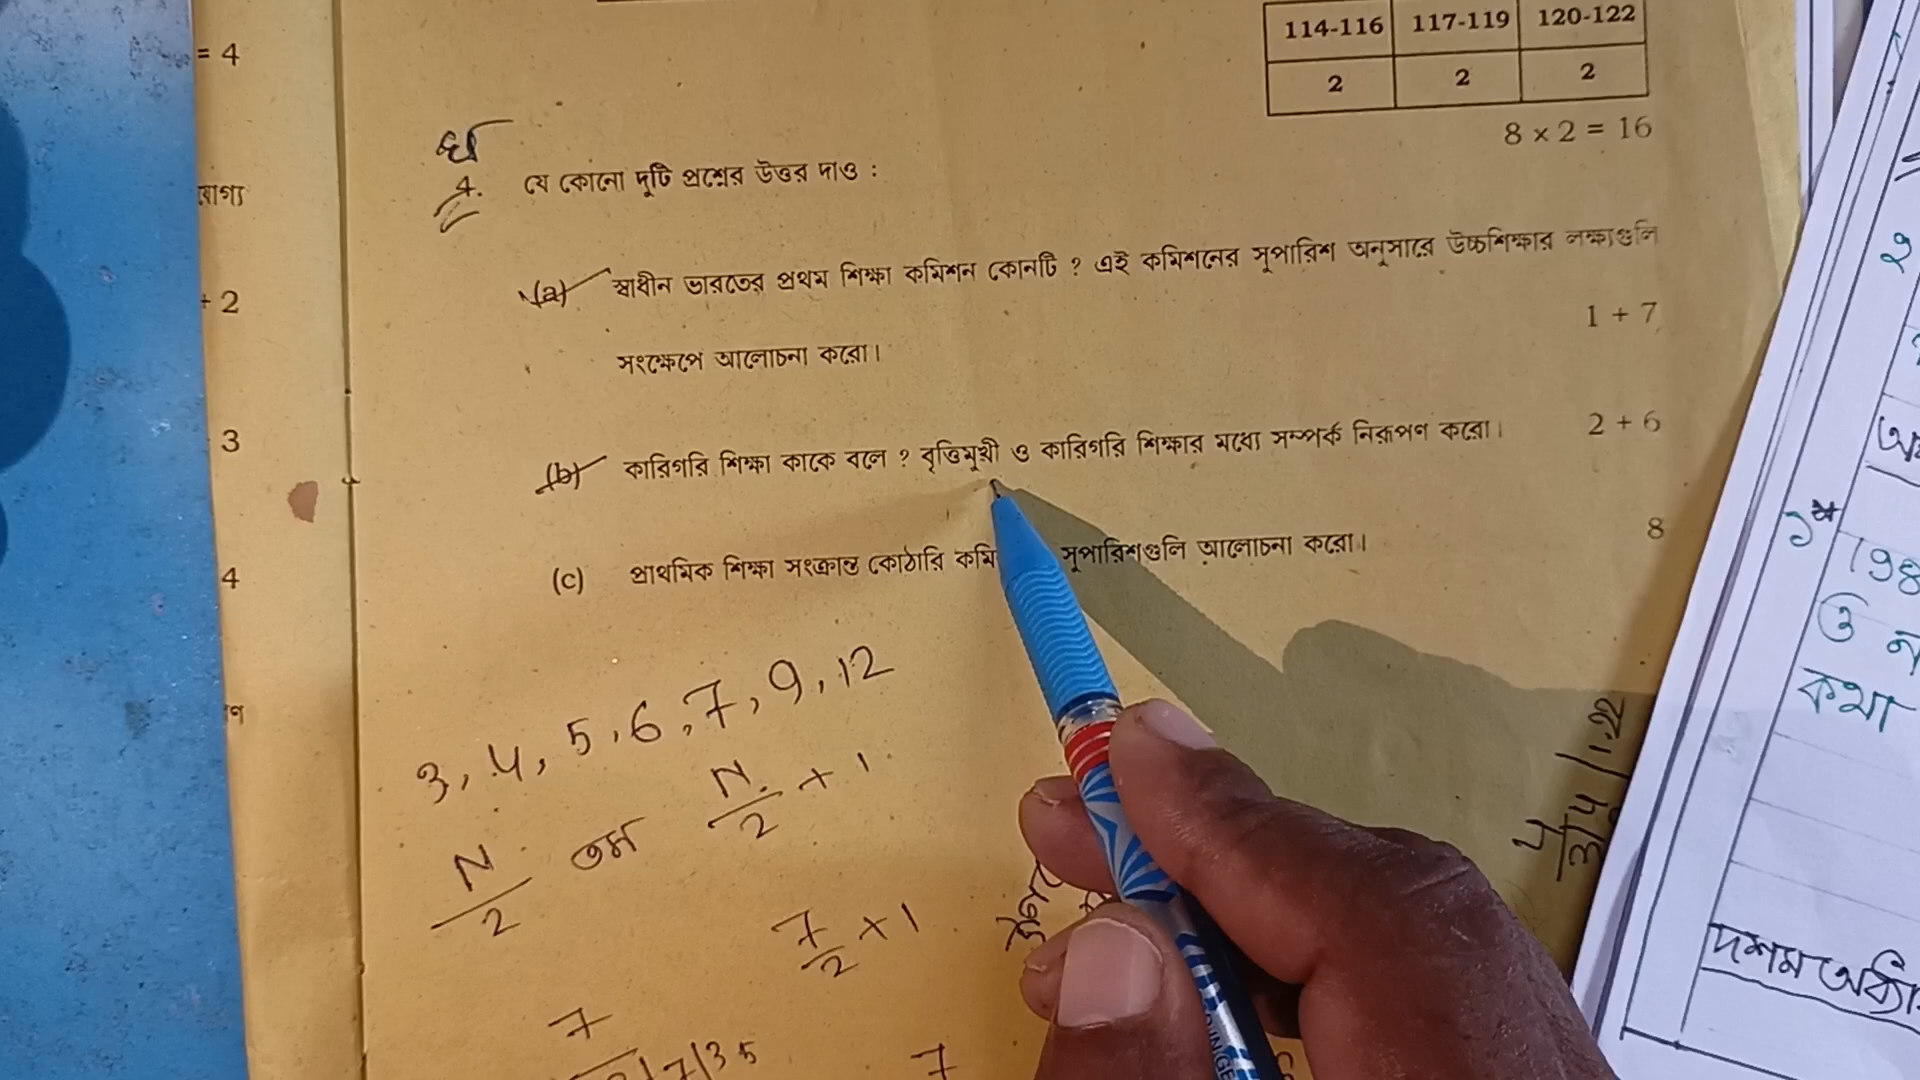 = 4
114-116 117-119 120-122
2 2 2
8 × 2 = 16
4. যে কোনো দুটি প্রশ্নের উত্তর দাও :
+ 2
(a) স্বাধীন ভারতের প্রথম শিক্ষা কমিশন কোনটি ? এই কমিশনের সুপারিশ অনুসারে উচ্চশিক্ষার লক্ষ্যগুলি
সংক্ষেপে আলোচনা করো। 1 + 7
3
(b) কারিগরি শিক্ষা কাকে বলে ? বৃত্তিমুখী ও কারিগরি শিক্ষার মধ্যে সম্পর্ক নিরূপণ করো। 2 + 6
4
(c) প্রাথমিক শিক্ষা সংক্রান্ত কোঠারি কমি সুপারিশগুলি আলোচনা করো। 8
3, 4, 5, 6, 7, 9, 12
N/2 তম N/2 + 1
7/2 + 1
7
7
২
ও
কথা
দশম